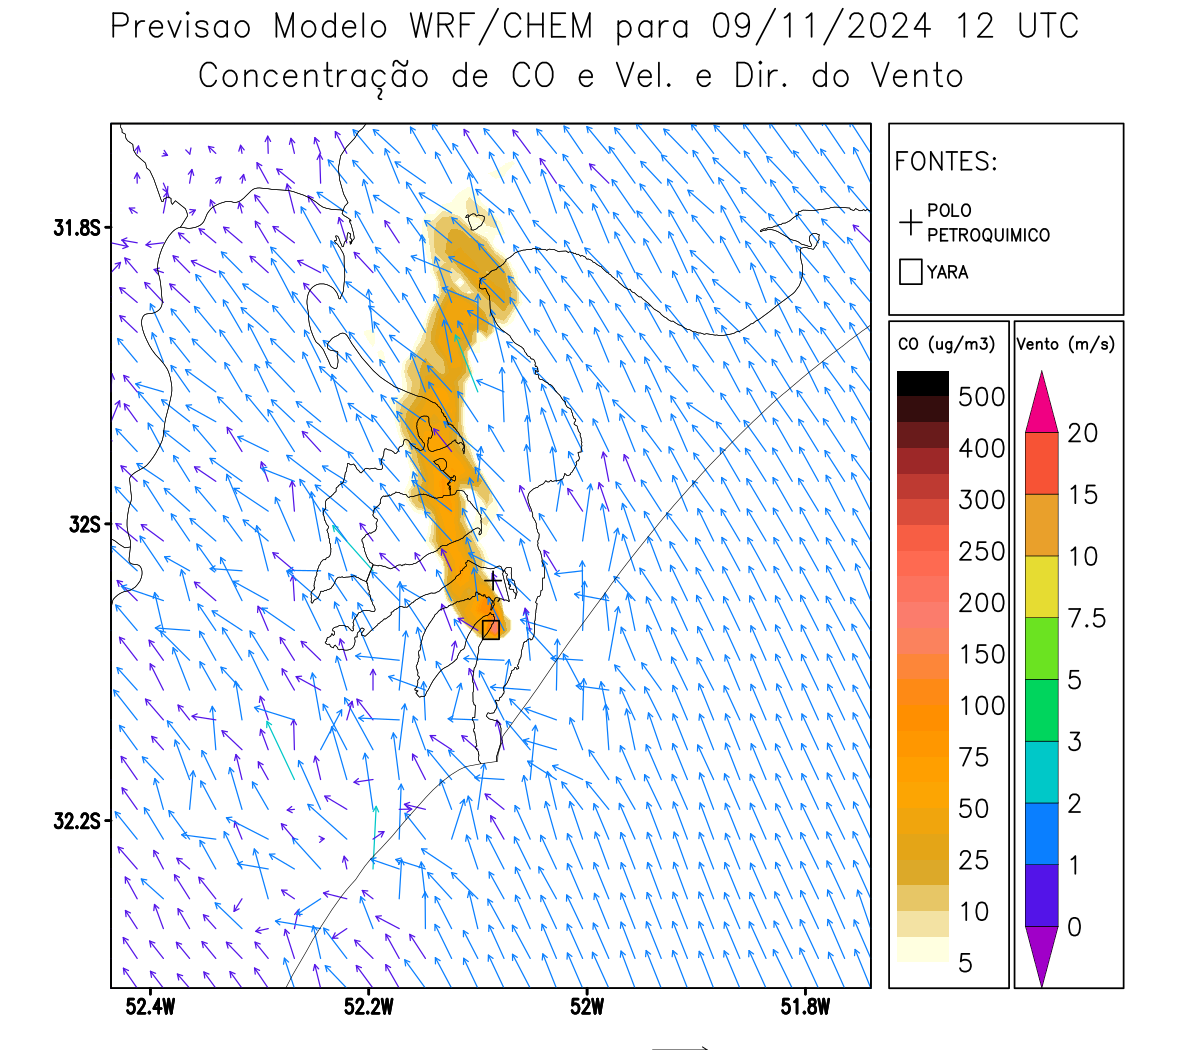 Previsao Modelo WRF/CHEM para 09/11/2024 12 UTC
Concentração de CO e Vel. e Dir. do Vento
FONTES:
POLO
PETROQUIMICO
YARA
31.8S
32S
32.2S
52.4W
52.2W
52W
51.8W
CO (ug/m3)
500
400
300
250
200
150
100
75
50
25
10
5
Vento (m/s)
20
15
10
7.5
5
3
2
1
0